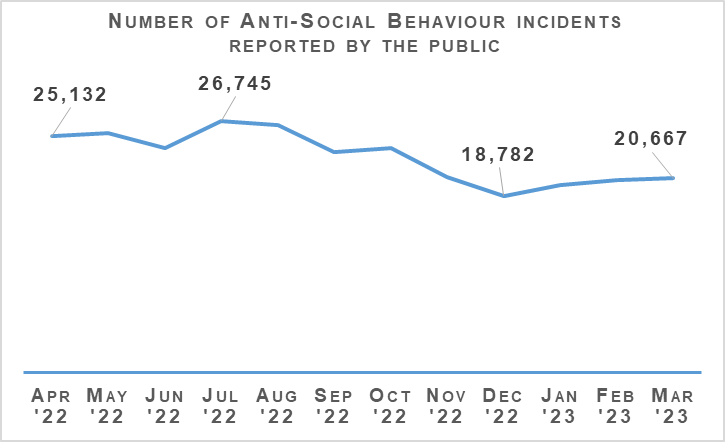 Number of Anti-Social Behaviour incidents
reported by the public
25,132
26,745
18,782
20,667
Apr May Jun Jul Aug Sep Oct Nov Dec Jan Feb Mar
'22 '22 '22 '22 '22 '22 '22 '22 '22 '23 '23 '23